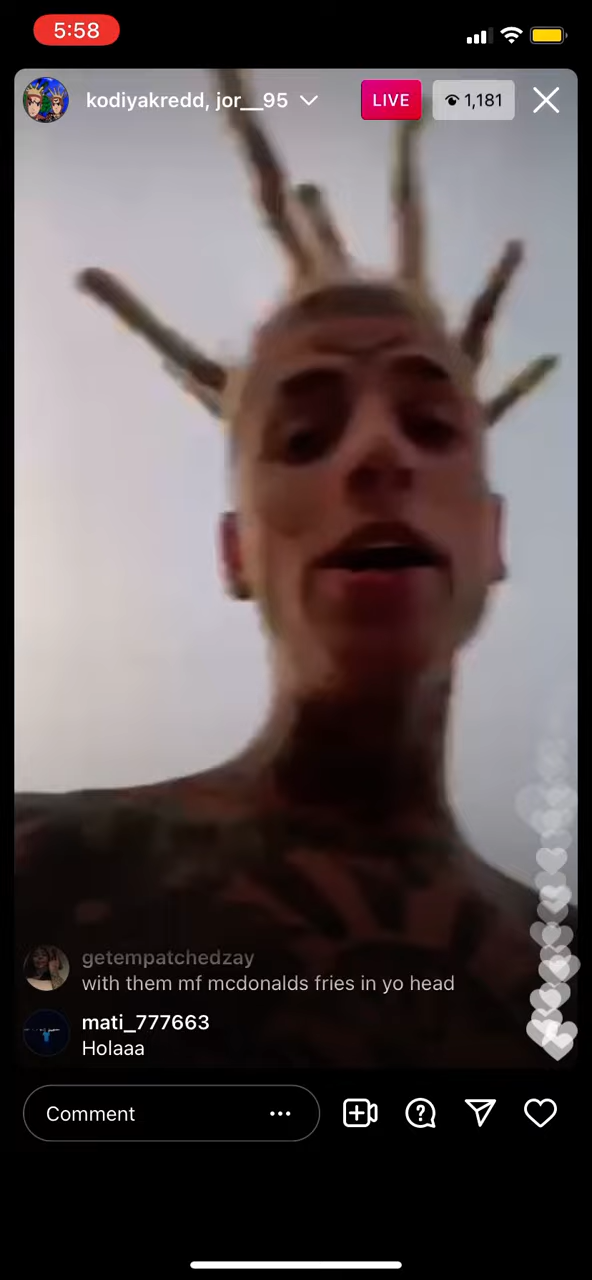 5:58
kodiyakredd, jor__95
LIVE
1,181
getempatchedzay
with them mf mcdonalds fries in yo head
mati_777663
Holaaa
Comment